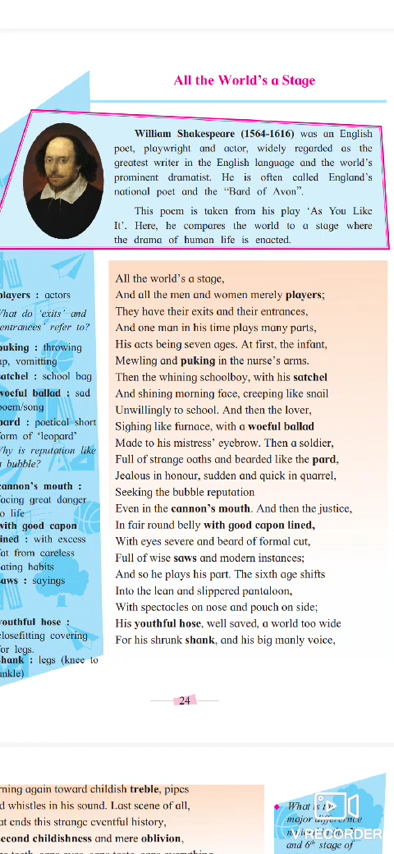 All the World's a Stage
William Shakespeare (1564-1616) was an English
poet, playwright and actor, widely regarded as the
greatest writer in the English language and the world's
prominent dramatist. He is often called England's
national poet and the “Bard of Avon”.
This poem is taken from his play ‘As You Like
It’. Here, he compares the world to a stage where
the drama of human life is enacted.
players : actors
What do ‘exits’ and
entrances’ refer to?
puking : throwing
up, vomitting
satchel : school bag
woeful ballad : sad
poem/song
pard : poetical short
form of ‘leopard’
Why is reputation like
a bubble?
cannon's mouth :
facing great danger
to life
with good capon
lined : with excess
fat from careless
eating habits
saws : sayings
youthful hose :
closefitting covering
for legs.
shank : legs (knee to
ankle)
All the world's a stage,
And all the men and women merely players;
They have their exits and their entrances,
And one man in his time plays many parts,
His acts being seven ages. At first, the infant,
Mewling and puking in the nurse's arms.
Then the whining schoolboy, with his satchel
And shining morning face, creeping like snail
Unwillingly to school. And then the lover,
Sighing like furnace, with a woeful ballad
Made to his mistress' eyebrow. Then a soldier,
Full of strange oaths and bearded like the pard,
Jealous in honour, sudden and quick in quarrel,
Seeking the bubble reputation
Even in the cannon's mouth. And then the justice,
In fair round belly with good capon lined,
With eyes severe and beard of formal cut,
Full of wise saws and modern instances;
And so he plays his part. The sixth age shifts
Into the lean and slippered pantaloon,
With spectacles on nose and pouch on side;
His youthful hose, well saved, a world too wide
For his shrunk shank, and his big manly voice,
24
rning again toward childish treble, pipes
d whistles in his sound. Last scene of all,
at ends this strange eventful history,
second childishness and mere oblivion,
What is the
major difference
and 6th stage of
V RECORDER